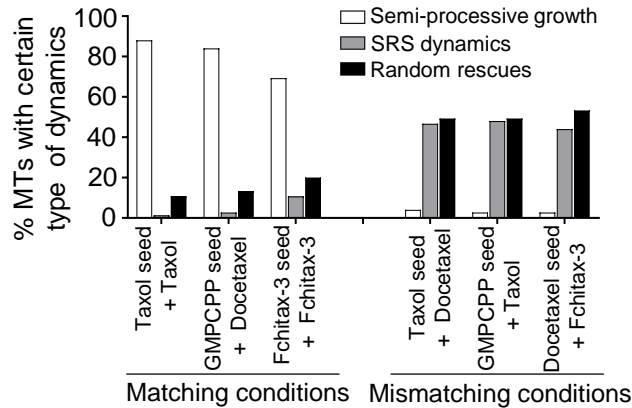 Semi-processive growth
SRS dynamics
Random rescues
% MTs with certain
type of dynamics
100
80
60
40
20
0
Taxol seed
+ Taxol
GMPCPP seed
+ Docetaxel
Fchitax-3 seed
+ Fchitax-3
Taxol seed
+ Docetaxel
GMPCPP seed
+ Taxol
Docetaxel seed
+ Fchitax-3
Matching conditions
Mismatching conditions